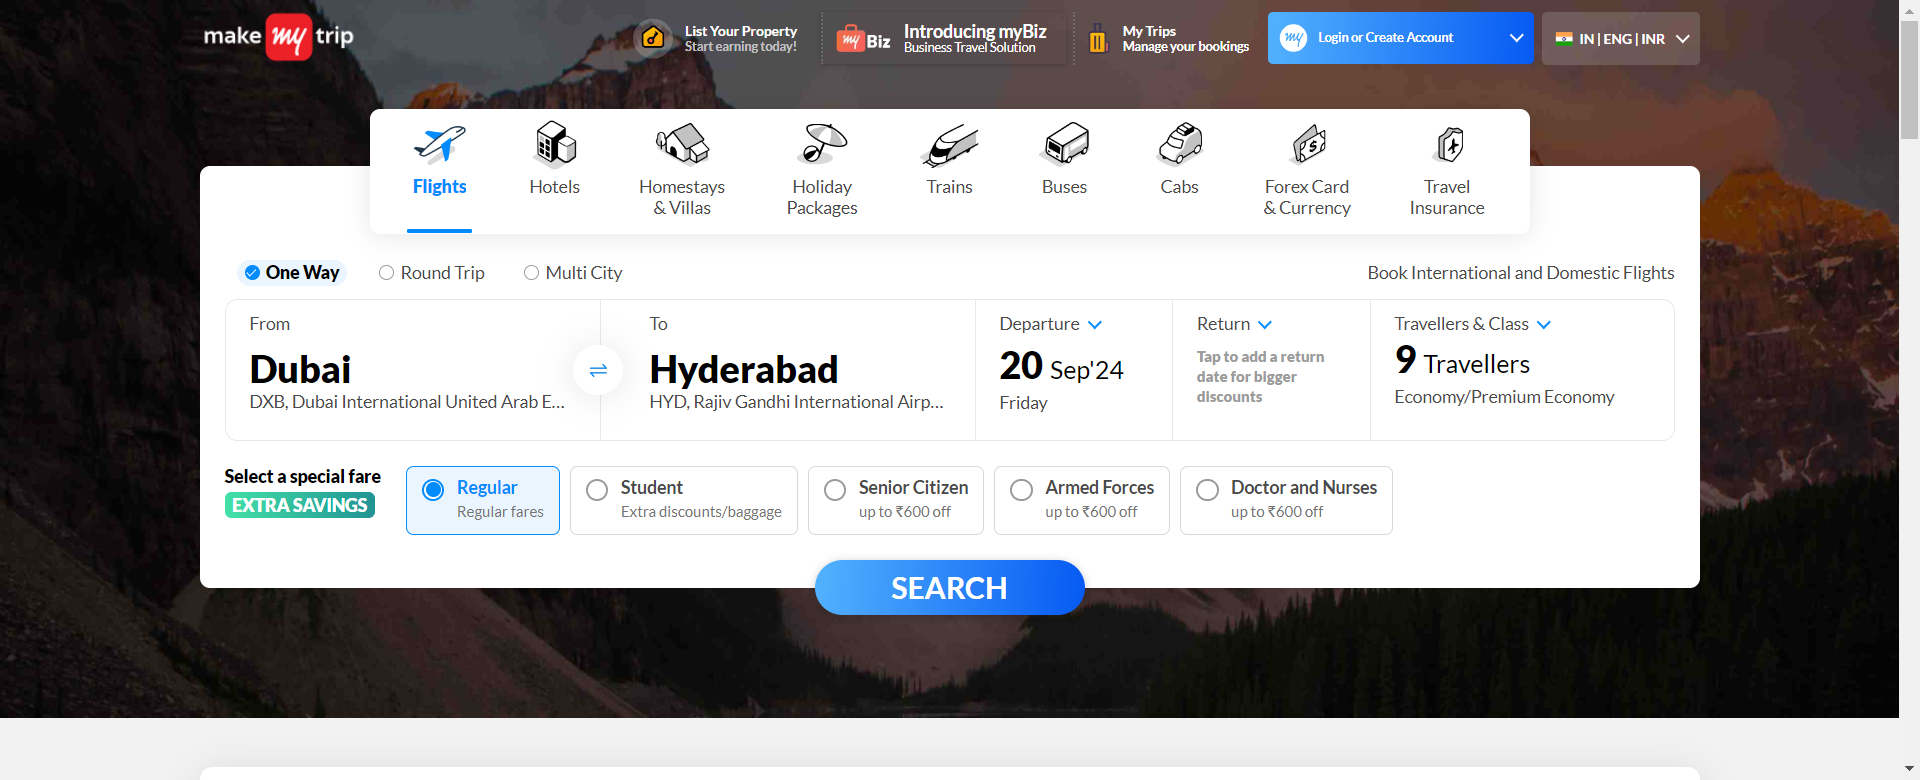 make my trip
List Your Property
Start earning today!
my Biz
Introducing myBiz
Business Travel Solution
My Trips
Manage your bookings
my
Login or Create Account
IN | ENG | INR
Flights
Hotels
Homestays
& Villas
Holiday
Packages
Trains
Buses
Cabs
Forex Card
& Currency
Travel
Insurance
One Way
Round Trip
Multi City
Book International and Domestic Flights
From
Dubai
DXB, Dubai International United Arab E...
To
Hyderabad
HYD, Rajiv Gandhi International Airp...
Departure
20 Sep'24
Friday
Return
Tap to add a return
date for bigger
discounts
Travellers & Class
9 Travellers
Economy/Premium Economy
Select a special fare
EXTRA SAVINGS
Regular
Regular fares
Student
Extra discounts/baggage
Senior Citizen
up to ₹600 off
Armed Forces
up to ₹600 off
Doctor and Nurses
up to ₹600 off
SEARCH